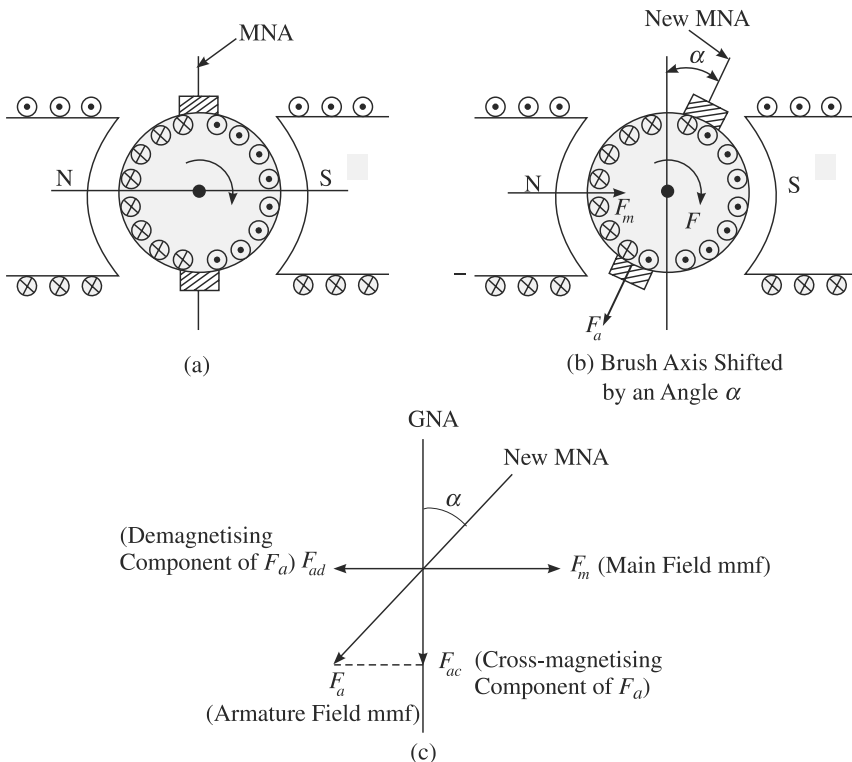 MNA
N
S
(a)
New MNA
α
N
F_m
F
S
F_a
(b) Brush Axis Shifted
by an Angle α
GNA
New MNA
α
(Demagnetising
Component of F_a) F_ad
F_m (Main Field mmf)
F_ac (Cross-magnetising
Component of F_a)
F_a
(Armature Field mmf)
(c)